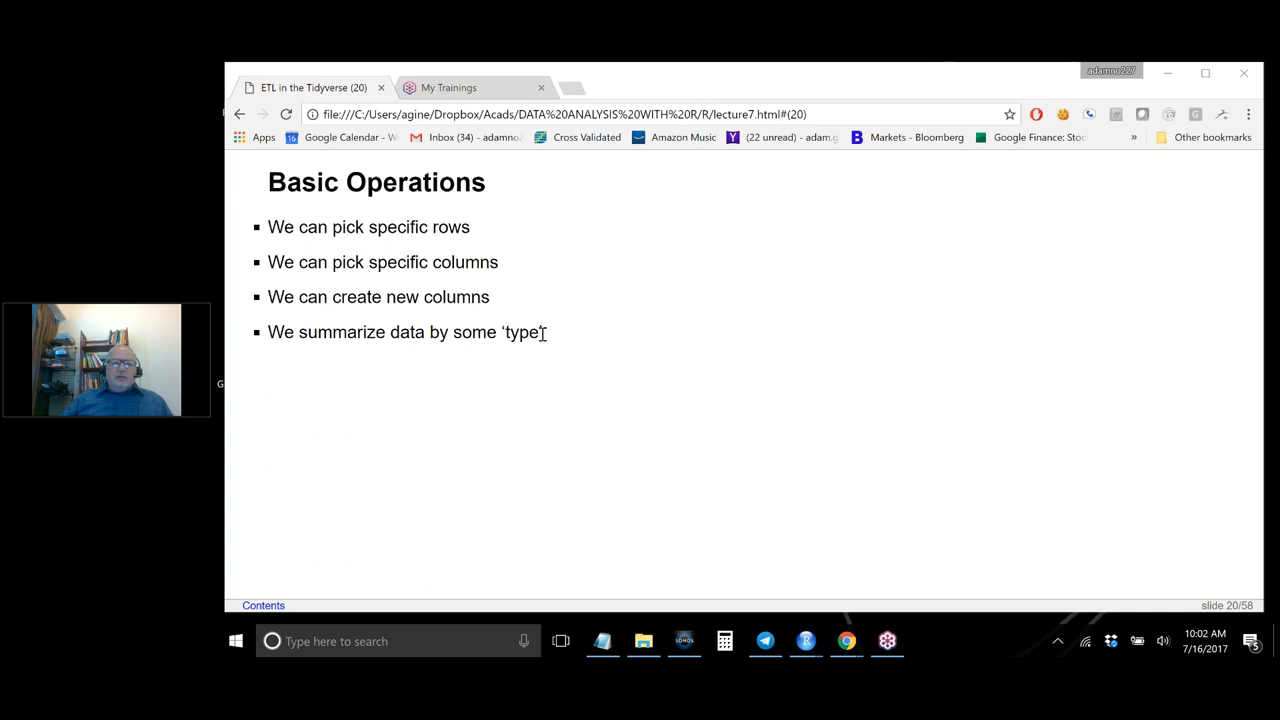 adamno227
ETL in the Tidyverse (20)
My Trainings
file:///C:/Users/agine/Dropbox/Acads/DATA%20ANALYSIS%20WITH%20R/R/lecture7.html#(20)
Apps Google Calendar - W Inbox (34) - adamno Cross Validated Amazon Music (22 unread) - adam.g Markets - Bloomberg Google Finance: Stoc » Other bookmarks
Basic Operations
We can pick specific rows
We can pick specific columns
We can create new columns
We summarize data by some ‘type’
G
Contents
slide 20/58
Type here to search
SONOS
R
10:02 AM
7/16/2017
5